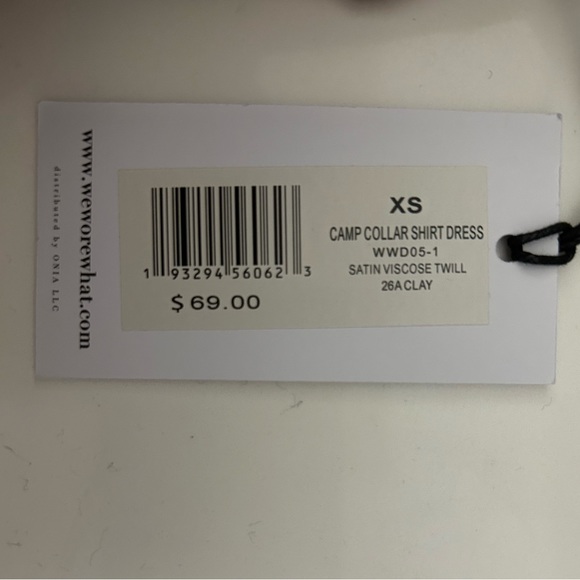 www.weworewhat.com
distributed by ONIA LLC
1 93294 56062 3
$ 69.00
XS
CAMP COLLAR SHIRT DRESS
WWD05-1
SATIN VISCOSE TWILL
26A CLAY